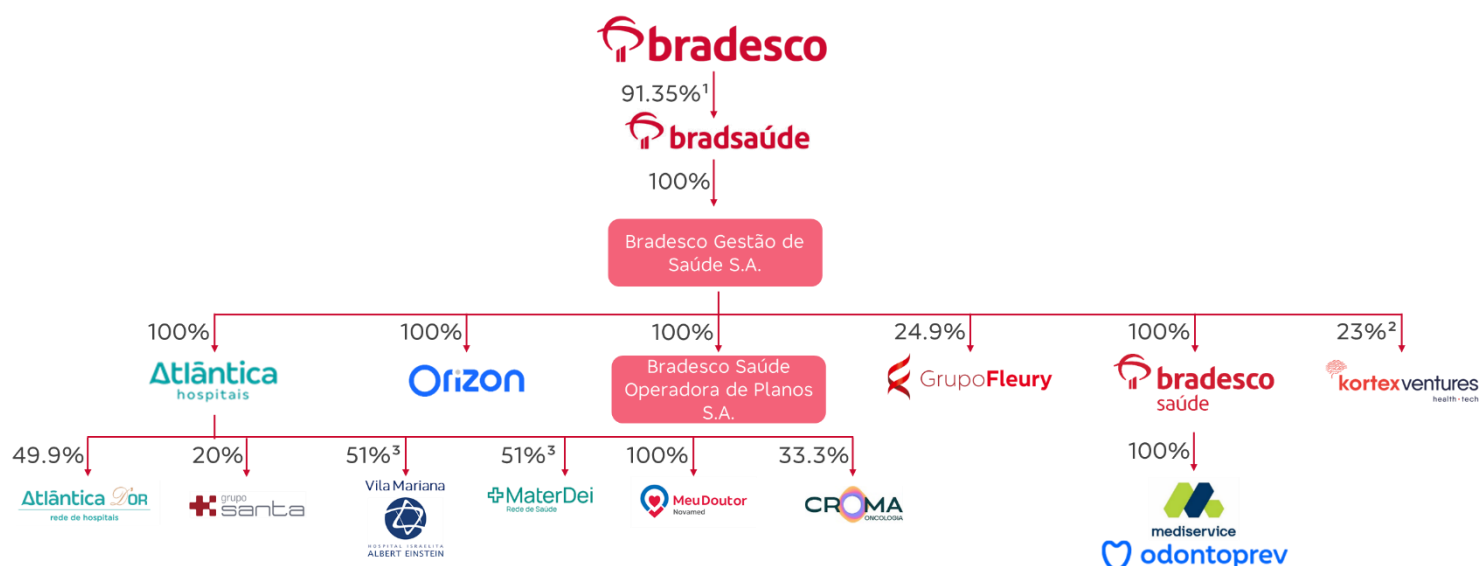 bradesco
91.35%¹
bradsaúde
100%
Bradesco Gestão de
Saúde S.A.
100%
100%
100%
24.9%
100%
23%²
Atlântica
hospitais
Orizon
Bradesco Saúde
Operadora de Planos
S.A.
GrupoFleury
bradesco
saúde
kortexventures
health-tech
49.9%
20%
51%³
51%³
100%
33.3%
100%
Atlântica D'OR
rede de hospitais
grupo
santa
Vila Mariana
HOSPITAL ISRAELITA
ALBERT EINSTEIN
MaterDei
Rede de Saúde
MeuDoutor
Novamed
CROMA
ONCOLOGIA
mediservice
odontoprev